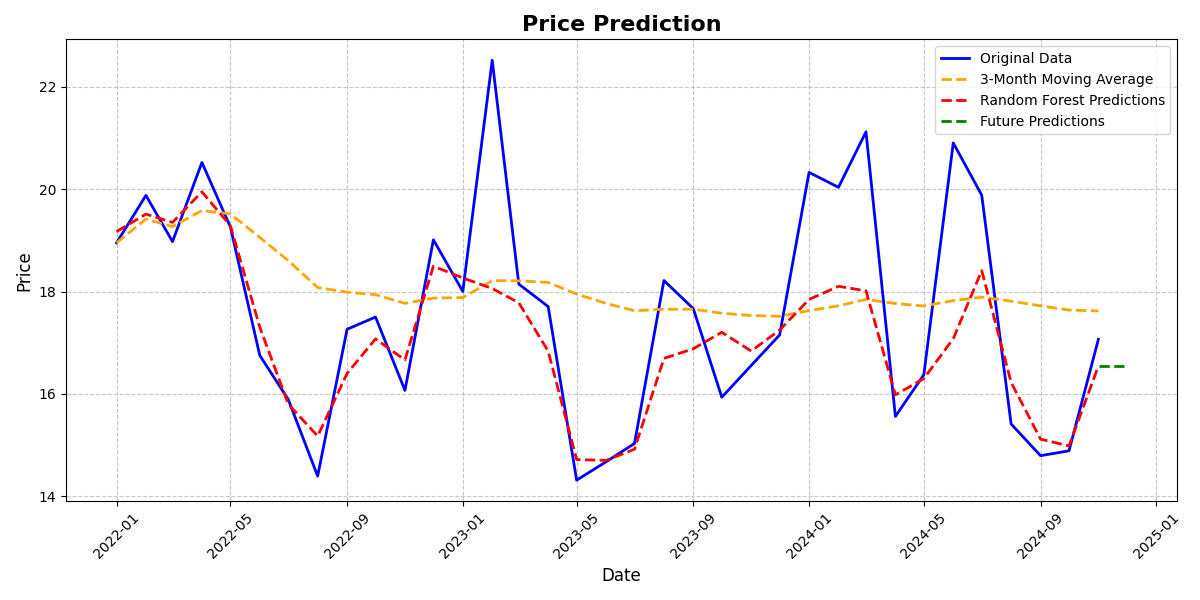 Price Prediction
Original Data
3-Month Moving Average
Random Forest Predictions
Future Predictions
Price
22
20
18
16
14
2022-01
2022-05
2022-09
2023-01
2023-05
2023-09
2024-01
2024-05
2024-09
2025-01
Date